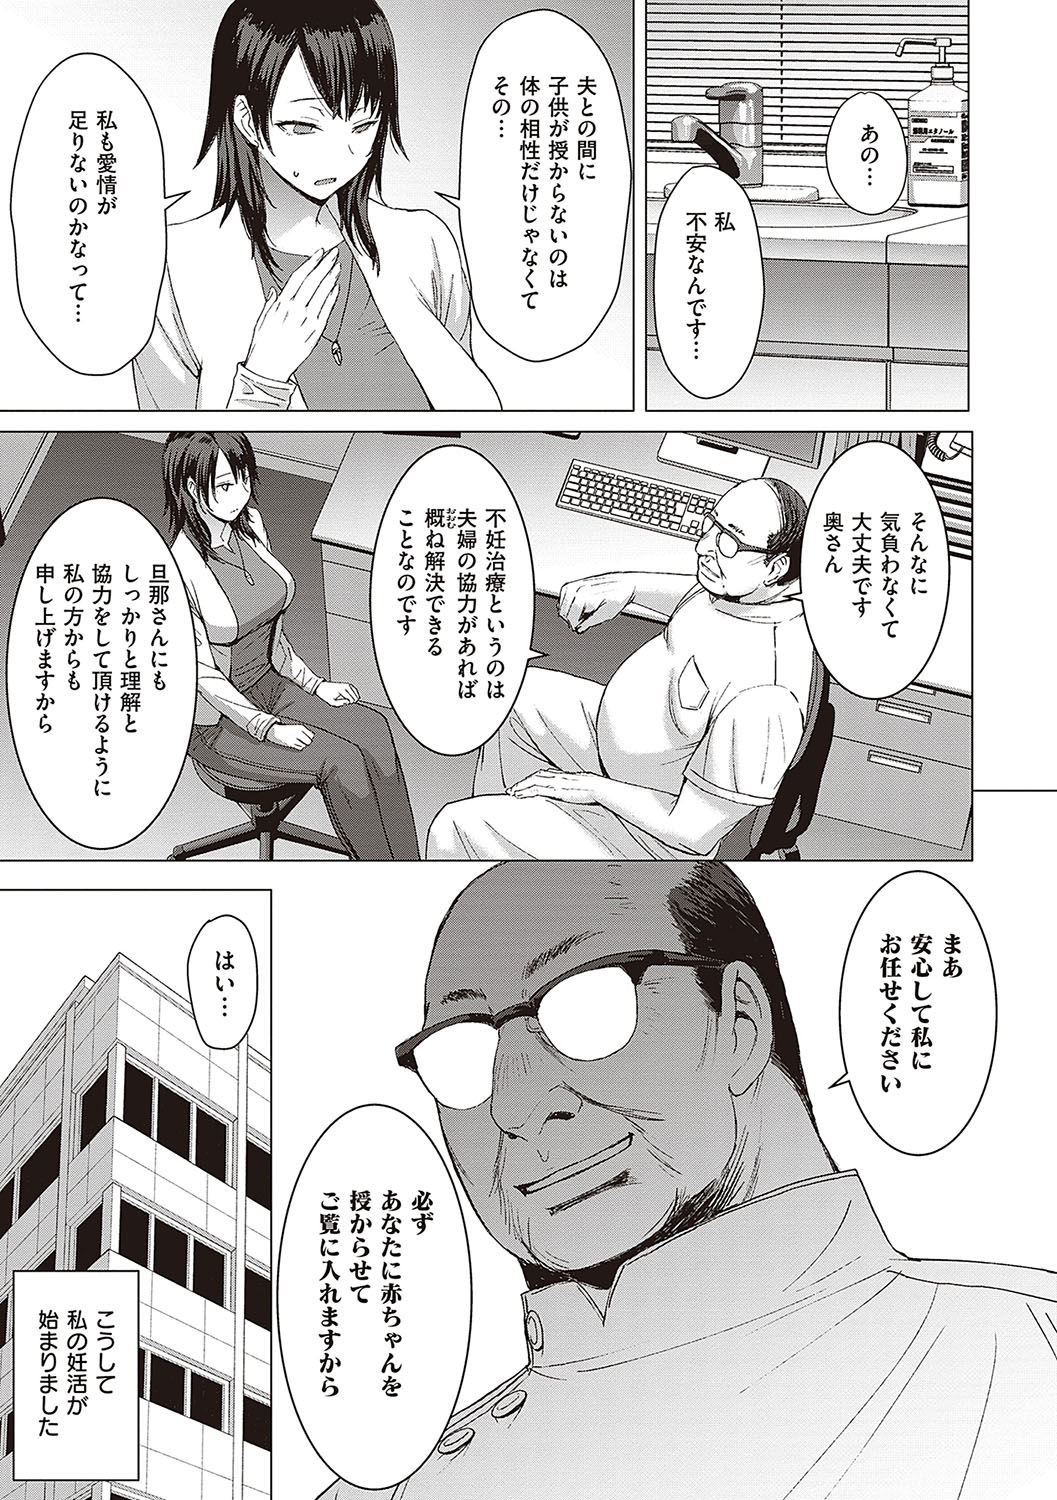 あの…
私
不安なんです…
夫との間に
子供が授からないのは
体の相性だけじゃなくて
その…
私も愛情が
足りないのかなって…
そんなに
気負わなくて
大丈夫です
奥さん
不妊治療というのは
夫婦の協力があれば
概ね解決できる
ことなのです
旦那さんにも
しっかりと理解と
協力をして頂けるように
私の方からも
申し上げますから
まあ
安心して私に
お任せください
必ず
あなたに赤ちゃんを
授からせて
ご覧に入れますから
はい…
こうして
私の妊活が
始まりました